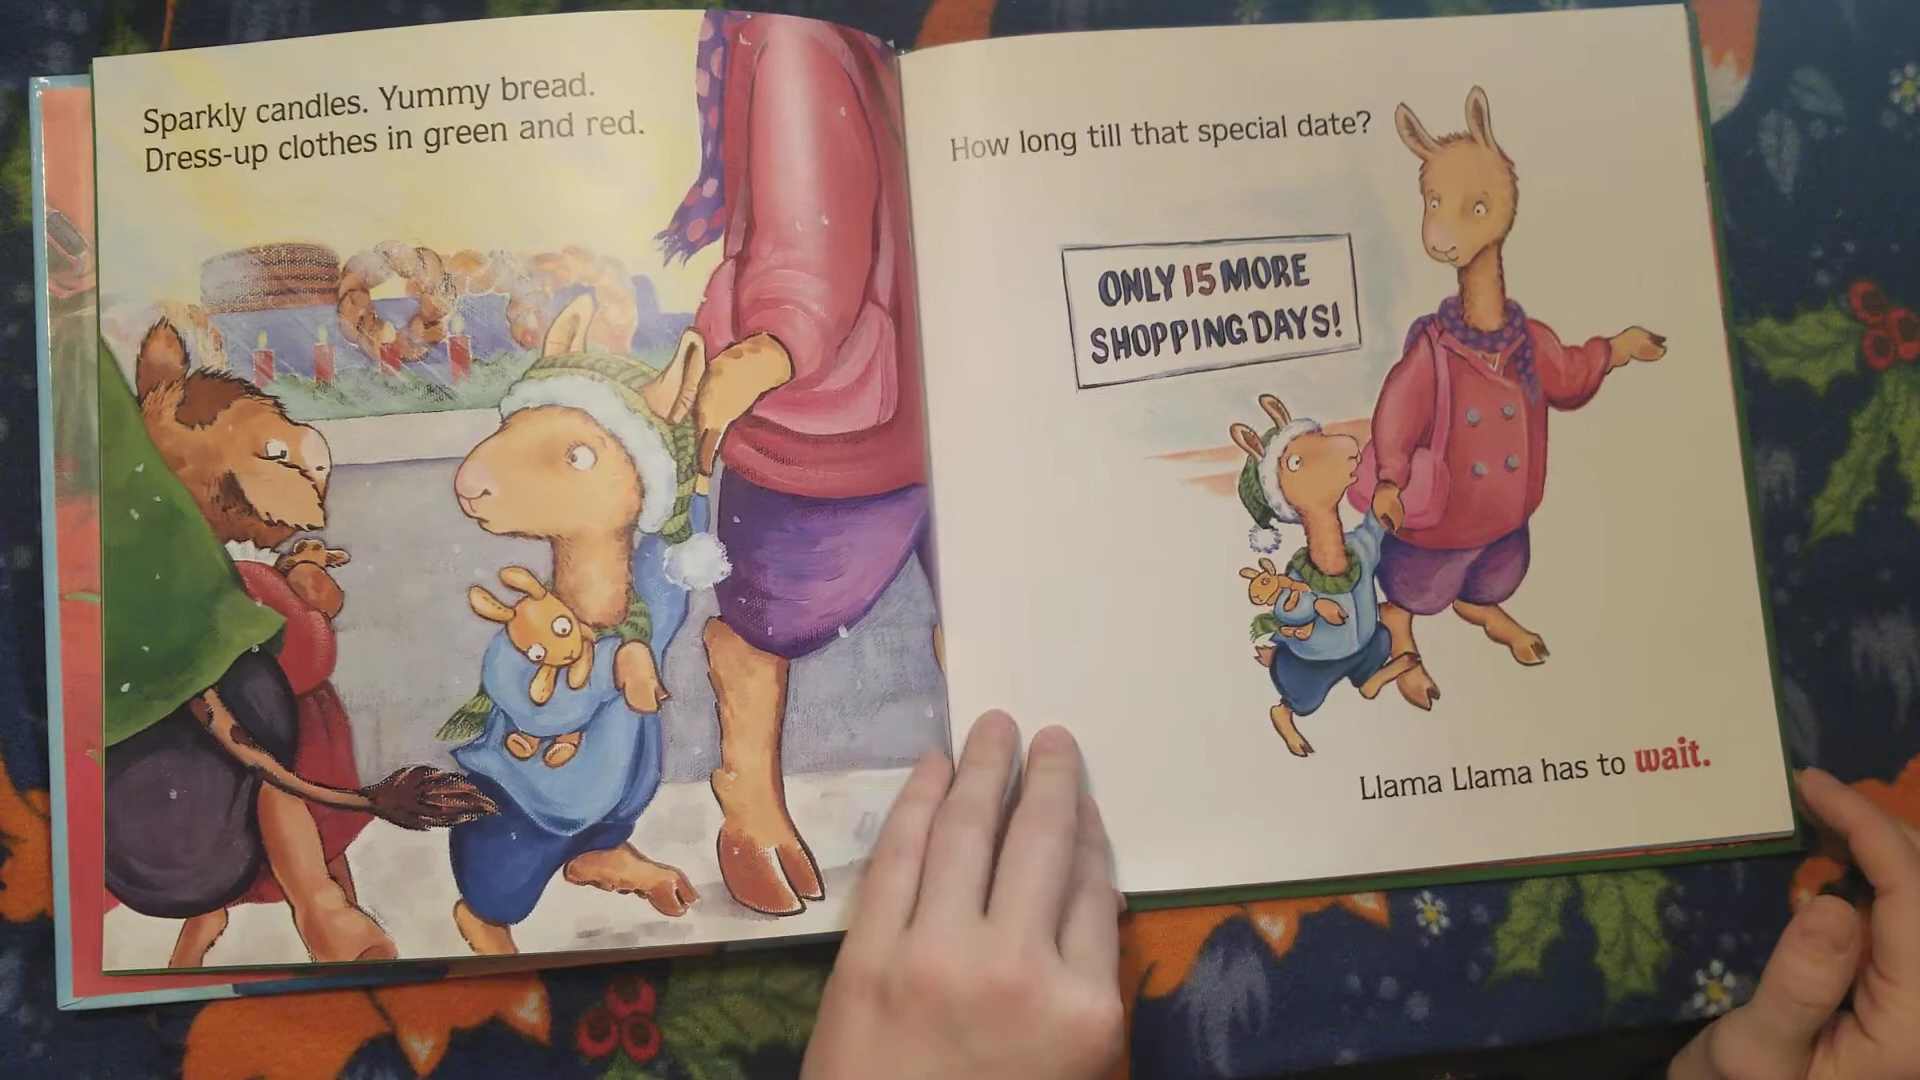 Sparkly candles. Yummy bread.
Dress-up clothes in green and red.
How long till that special date?
ONLY 15 MORE
SHOPPING DAYS!
Llama Llama has to wait.